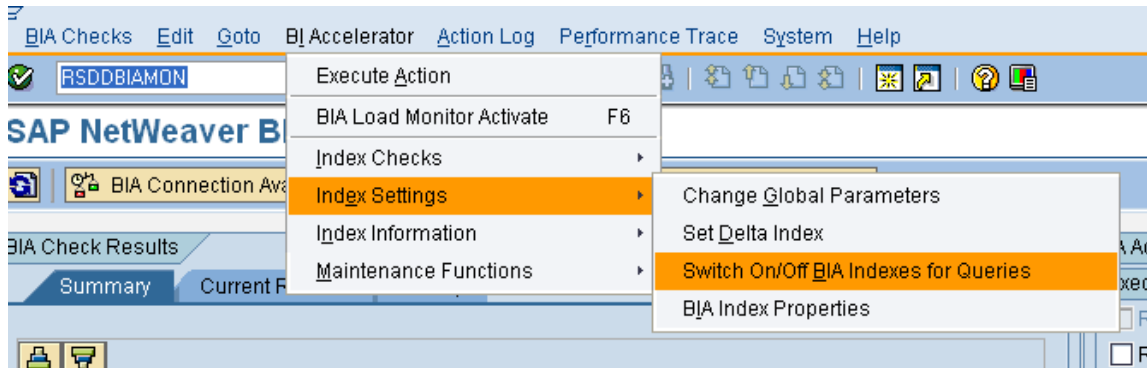 BIA Checks Edit Goto BI Accelerator Action Log Performance Trace System Help
RSDDBIAMON
Execute Action
SAP NetWeaver BI
BIA Load Monitor Activate F6
Index Checks
BIA Connection
Index Settings
Change Global Parameters
BIA Check Results
Index Information
Set Delta Index
Summary Current
Maintenance Functions
Switch On/Off BIA Indexes for Queries
BIA Index Properties